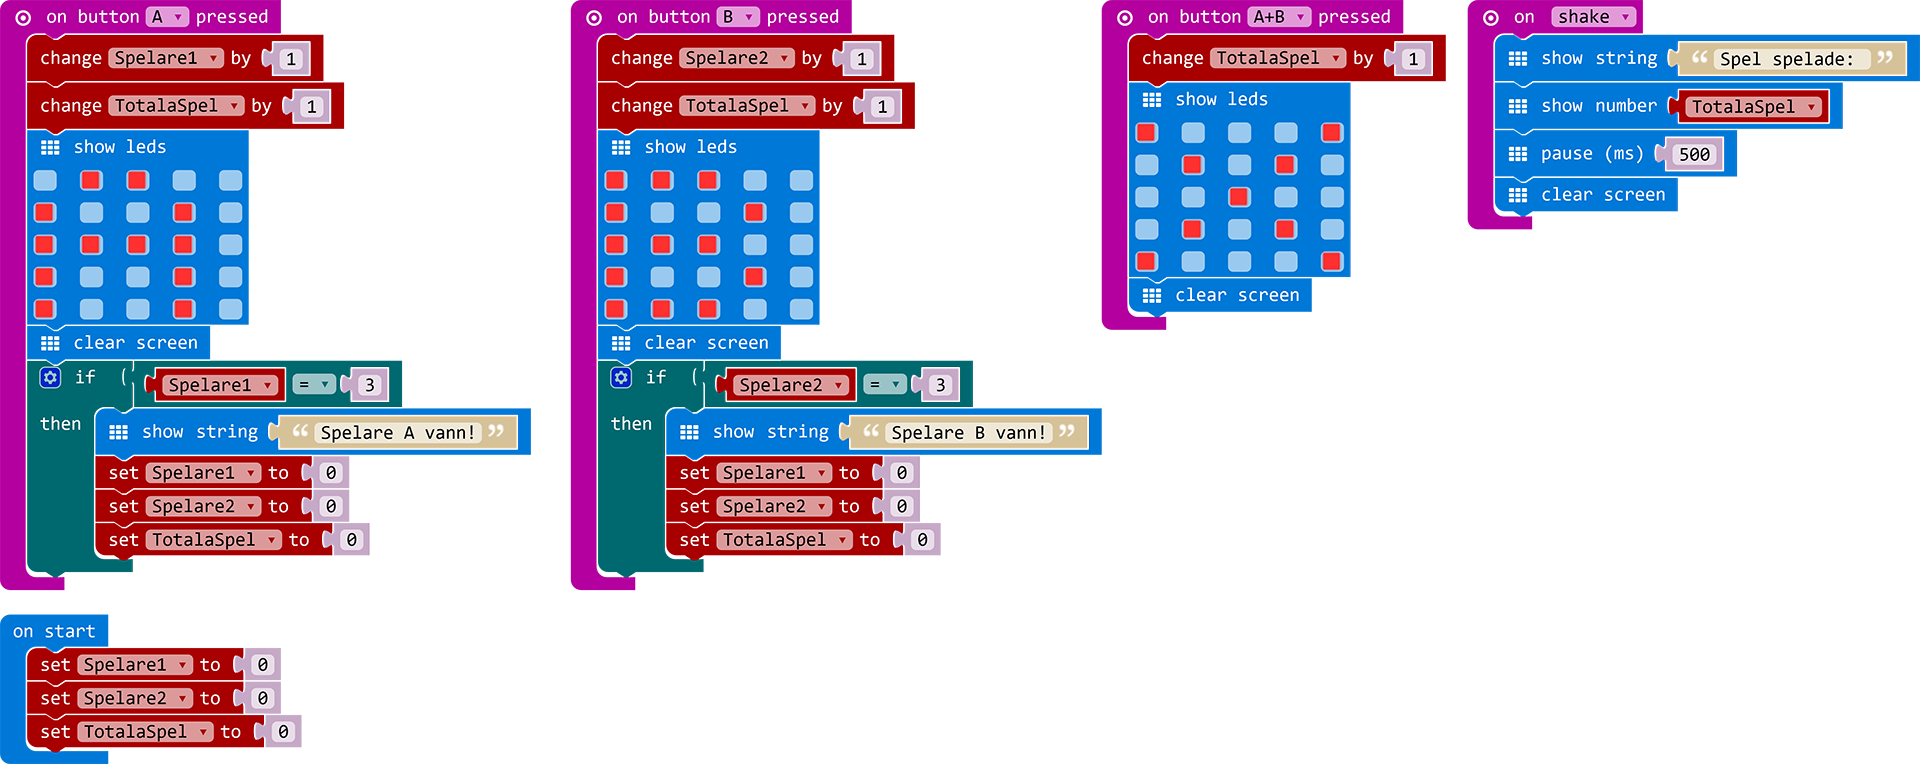 on button A pressed
change Spelare1 by 1
change TotalaSpel by 1
show leds
clear screen
if ( Spelare1 = 3
then
show string “ Spelare A vann! ”
set Spelare1 to 0
set Spelare2 to 0
set TotalaSpel to 0
on button B pressed
change Spelare2 by 1
change TotalaSpel by 1
show leds
clear screen
if ( Spelare2 = 3
then
show string “ Spelare B vann! ”
set Spelare1 to 0
set Spelare2 to 0
set TotalaSpel to 0
on button A+B pressed
change TotalaSpel by 1
show leds
clear screen
on shake
show string “ Spel spelade: ”
show number TotalaSpel
pause (ms) 500
clear screen
on start
set Spelare1 to 0
set Spelare2 to 0
set TotalaSpel to 0